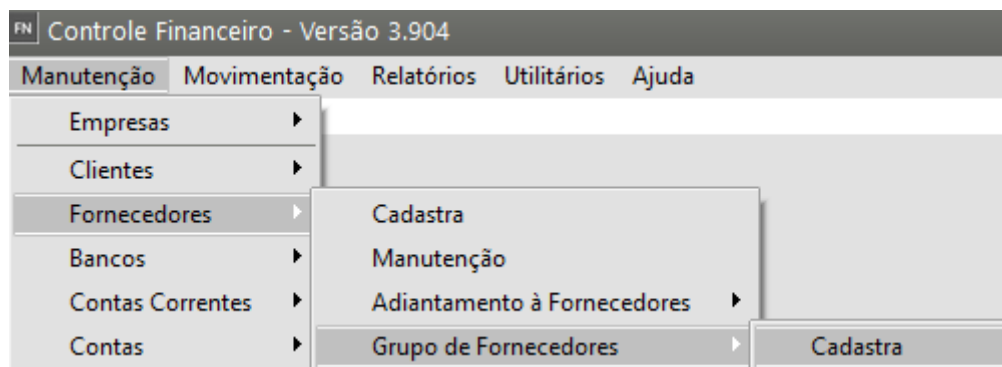 FN Controle Financeiro - Versão 3.904
Manutenção Movimentação Relatórios Utilitários Ajuda
Empresas
Clientes
Fornecedores Cadastra
Bancos Manutenção
Contas Correntes Adiantamento à Fornecedores
Contas Grupo de Fornecedores Cadastra